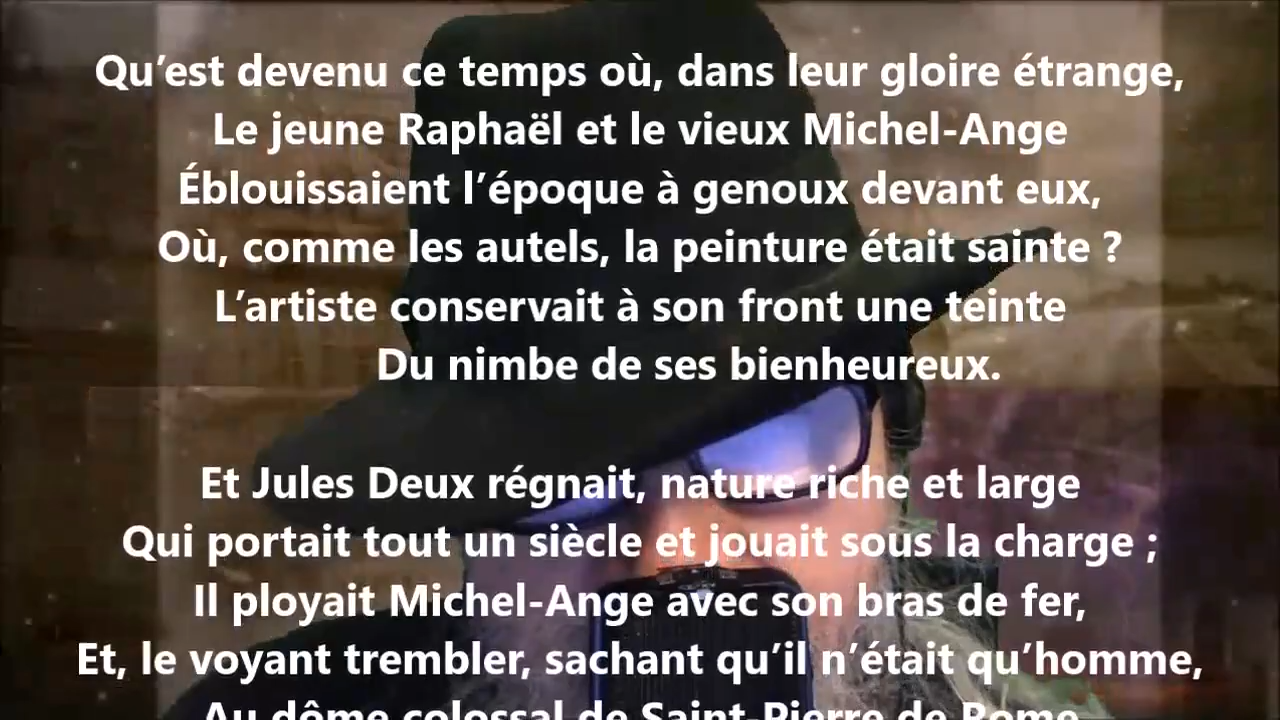 Qu’est devenu ce temps où, dans leur gloire étrange,
Le jeune Raphaël et le vieux Michel-Ange
Éblouissaient l’époque à genoux devant eux,
Où, comme les autels, la peinture était sainte ?
L’artiste conservait à son front une teinte
Du nimbe de ses bienheureux.
Et Jules Deux régnait, nature riche et large
Qui portait tout un siècle et jouait sous la charge ;
Il ployait Michel-Ange avec son bras de fer,
Et, le voyant trembler, sachant qu’il n’était qu’homme,
Au dôme colossal de Saint-Pierre de Rome